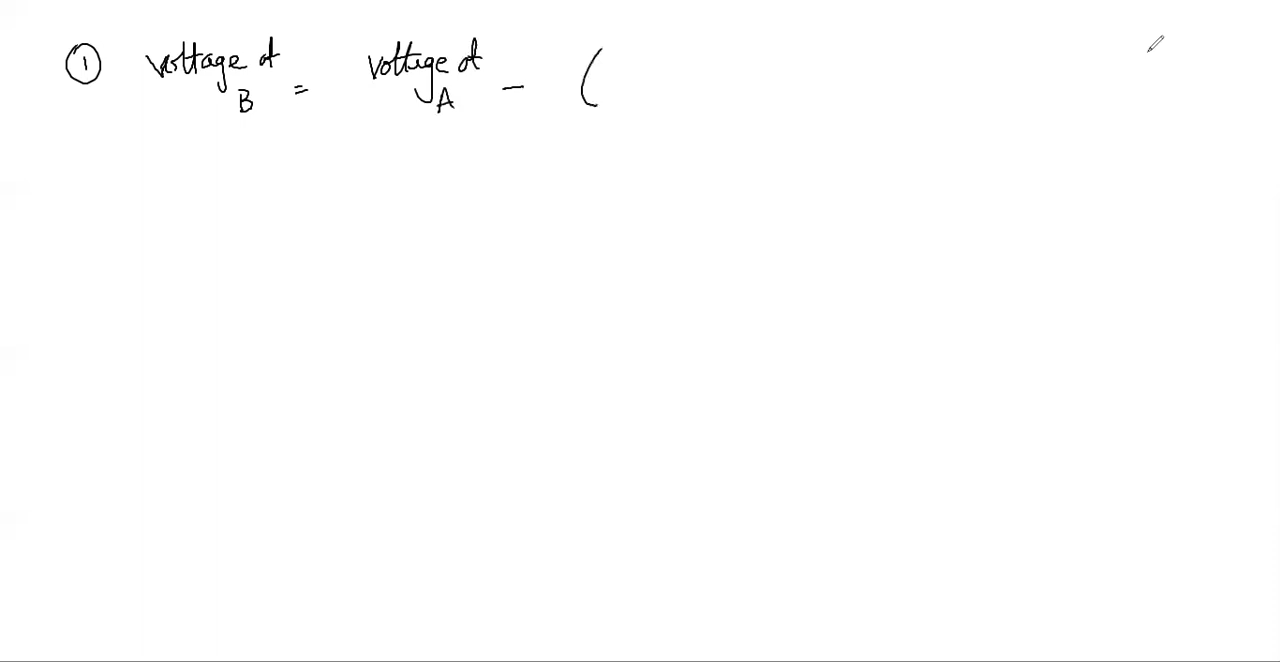 ① voltage at B = voltage at A - (